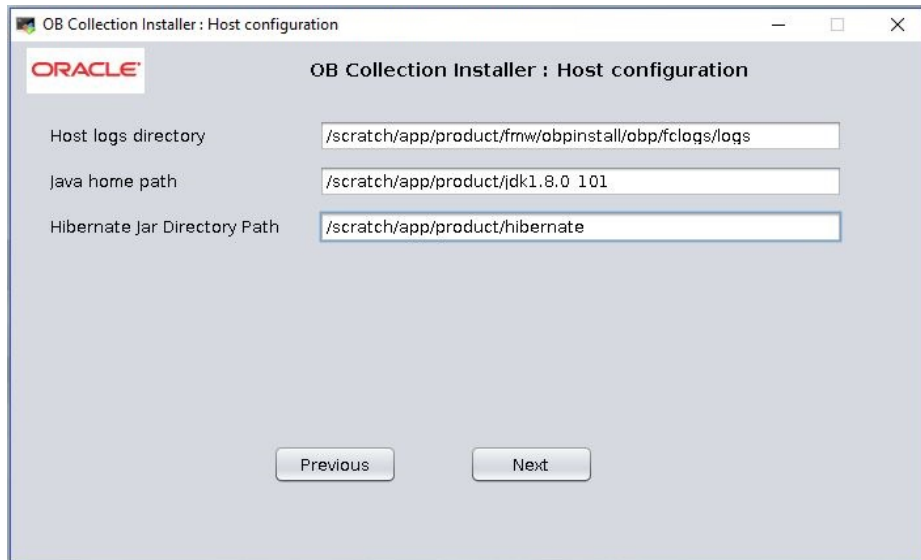 OB Collection Installer : Host configuration
ORACLE
OB Collection Installer : Host configuration
Host logs directory /scratch/app/product/fmw/obpinstall/obp/fclogs/logs
Java home path /scratch/app/product/jdk1.8.0_101
Hibernate Jar Directory Path /scratch/app/product/hibernate
Previous Next